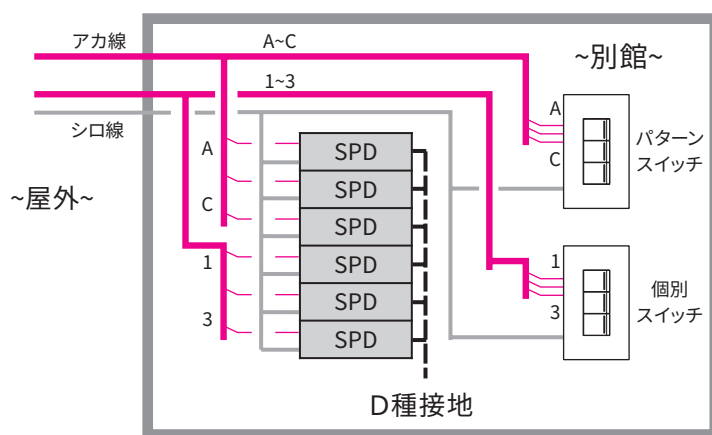 アカ線
A~C
~別館~
1~3
シロ線
A
C
パターン
スイッチ
A
C
~屋外~
SPD
SPD
SPD
SPD
SPD
SPD
1
3
1
3
個別
スイッチ
D種接地